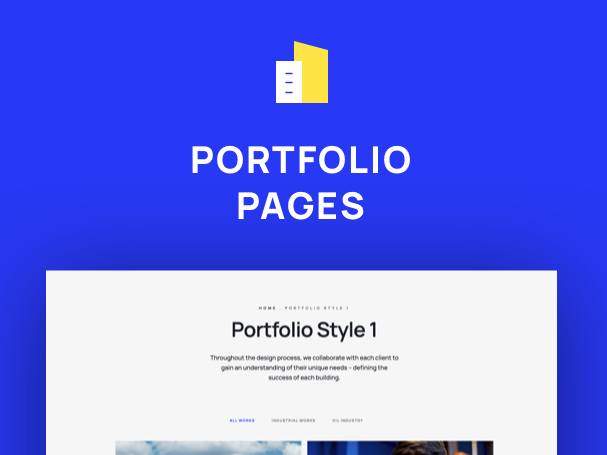 PORTFOLIO
PAGES
HOME . PORTFOLIO STYLE 1
Portfolio Style 1
Throughout the design process, we collaborate with each client to
gain an understanding of their unique needs – defining the
success of each building.
ALL WORKS INDUSTRIAL WORKS OIL INDUSTRY